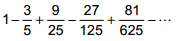 1 - 3/5 + 9/25 - 27/125 + 81/625 - ···